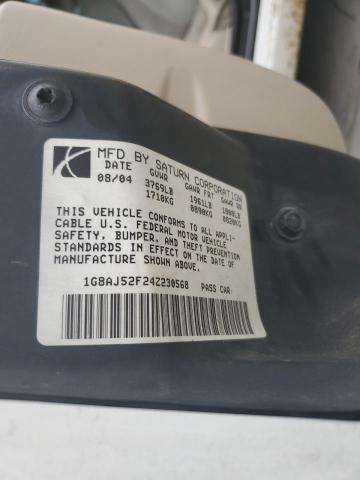 MFD BY SATURN CORPORATION
DATE GVWR GAWR FR GAWR RR
08/04 3769LB 1961LB 1808LB
1710KG 0890KG 0820KG
THIS VEHICLE CONFORMS TO ALL APPLI-
CABLE U.S. FEDERAL MOTOR VEHICLE
SAFETY, BUMPER, AND THEFT PREVENTION
STANDARDS IN EFFECT ON THE DATE OF
MANUFACTURE SHOWN ABOVE.
1G8AJ52F24Z230568 PASS CAR